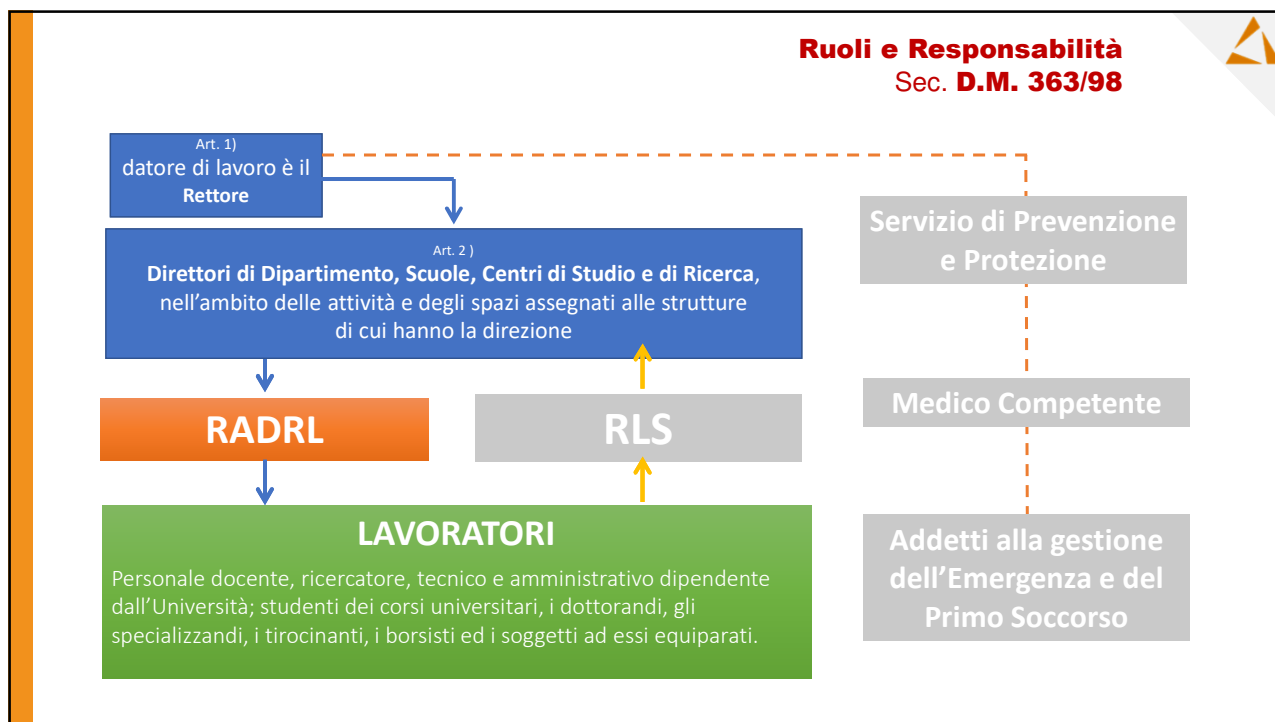 Ruoli e Responsabilità
Sec. D.M. 363/98
Art. 1)
datore di lavoro è il
Rettore
Art. 2 )
Direttori di Dipartimento, Scuole, Centri di Studio e di Ricerca,
nell’ambito delle attività e degli spazi assegnati alle strutture
di cui hanno la direzione
RADRL
RLS
LAVORATORI
Personale docente, ricercatore, tecnico e amministrativo dipendente
dall’Università; studenti dei corsi universitari, i dottorandi, gli
specializzandi, i tirocinanti, i borsisti ed i soggetti ad essi equiparati.
Servizio di Prevenzione
e Protezione
Medico Competente
Addetti alla gestione
dell’Emergenza e del
Primo Soccorso